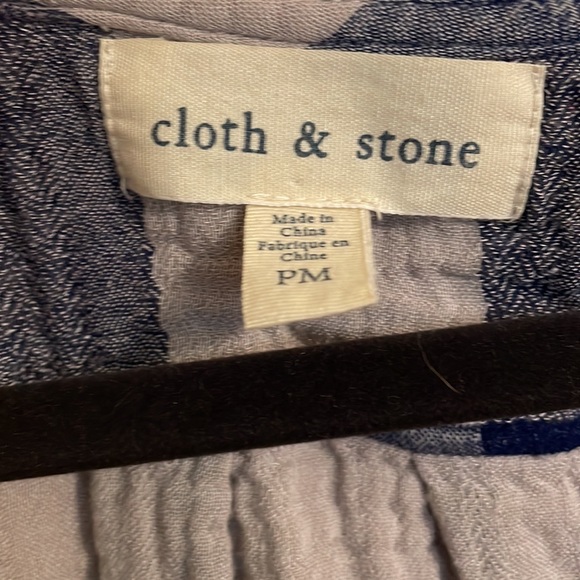 cloth & stone
Made in
China
Fabrique en
Chine
PM